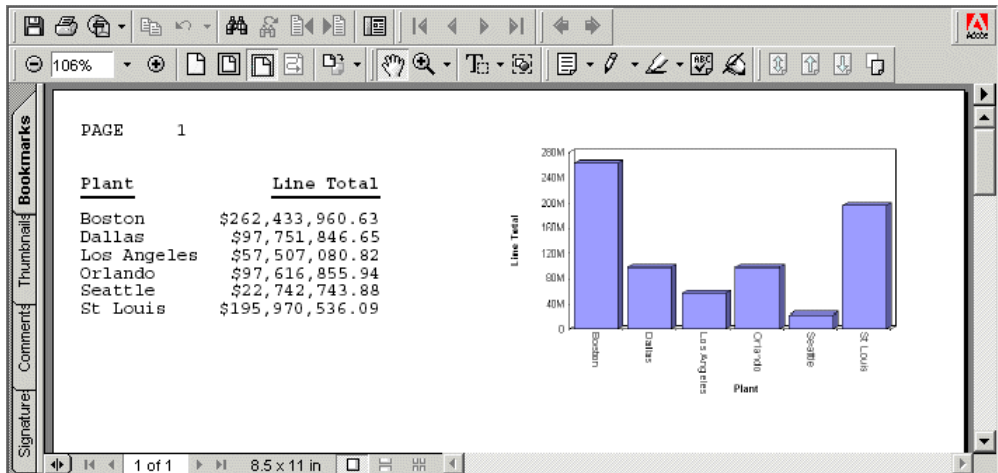 Adobe
106%
ABC
Bookmarks
Thumbnails
Comments
Signatures
PAGE 1
Plant Line Total
Boston $262,433,960.63
Dallas $97,751,846.65
Los Angeles $57,507,080.82
Orlando $97,616,855.94
Seattle $22,742,743.88
St Louis $195,970,536.09
280M
240M
200M
160M
120M
80M
40M
0
Line Total
Boston
Dallas
Los Angeles
Orlando
Seattle
St Louis
Plant
1 of 1
8.5 x 11 in